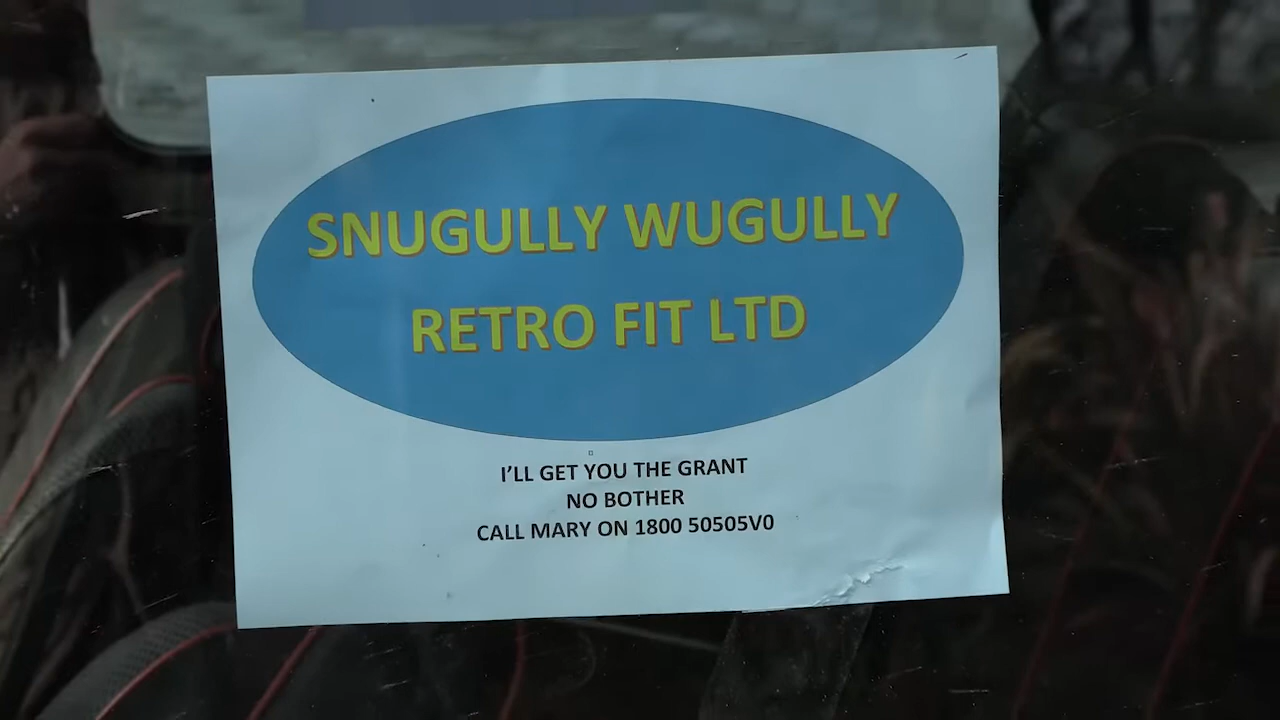 SNUGULLY WUGULLY
RETRO FIT LTD
I'LL GET YOU THE GRANT
NO BOTHER
CALL MARY ON 1800 50505V0